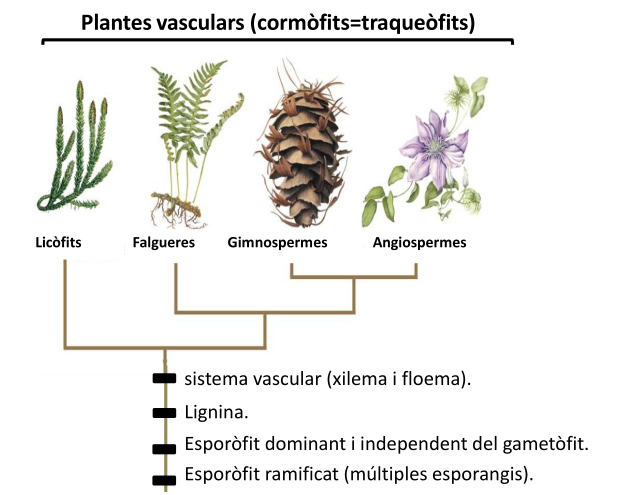 Plantes vasculars (cormòfits=traqueòfits)
Licòfits Falgueres Gimnospermes Angiospermes
sistema vascular (xilema i floema).
Lignina.
Esporòfit dominant i independent del gametòfit.
Esporòfit ramificat (múltiples esporangis).